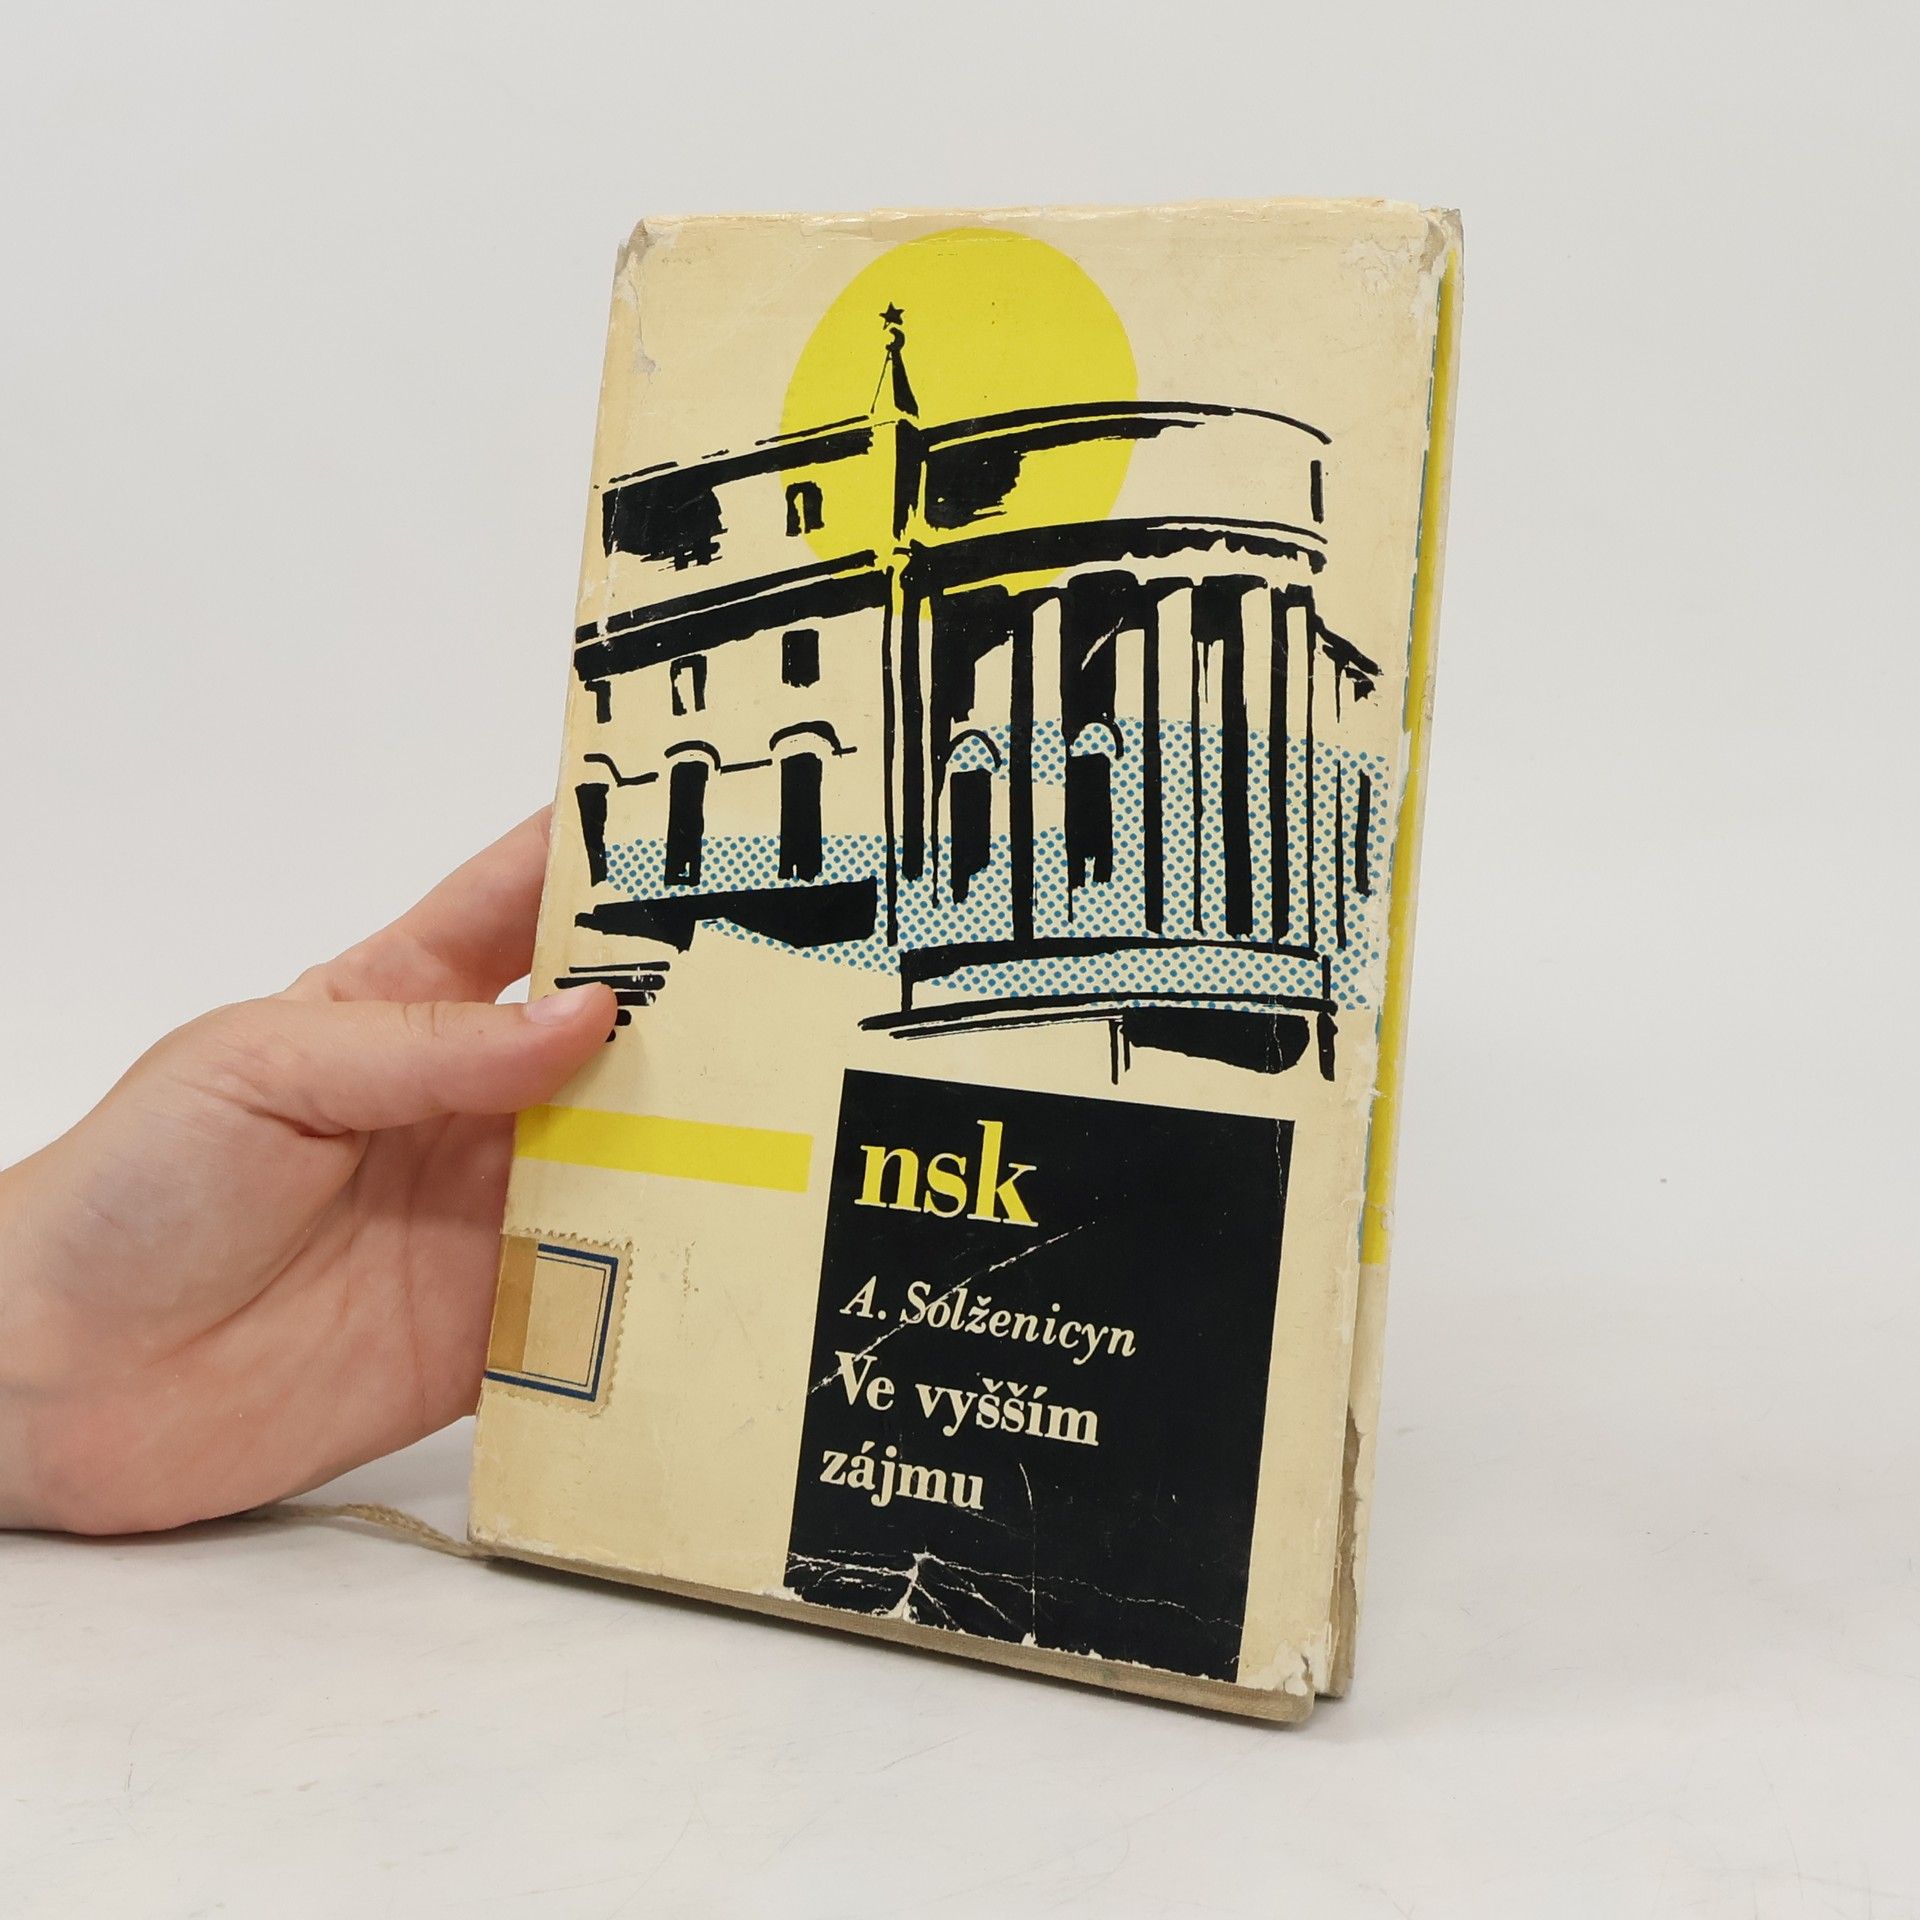 nsk
A. Solženicyn
Ve vyšším
zájmu